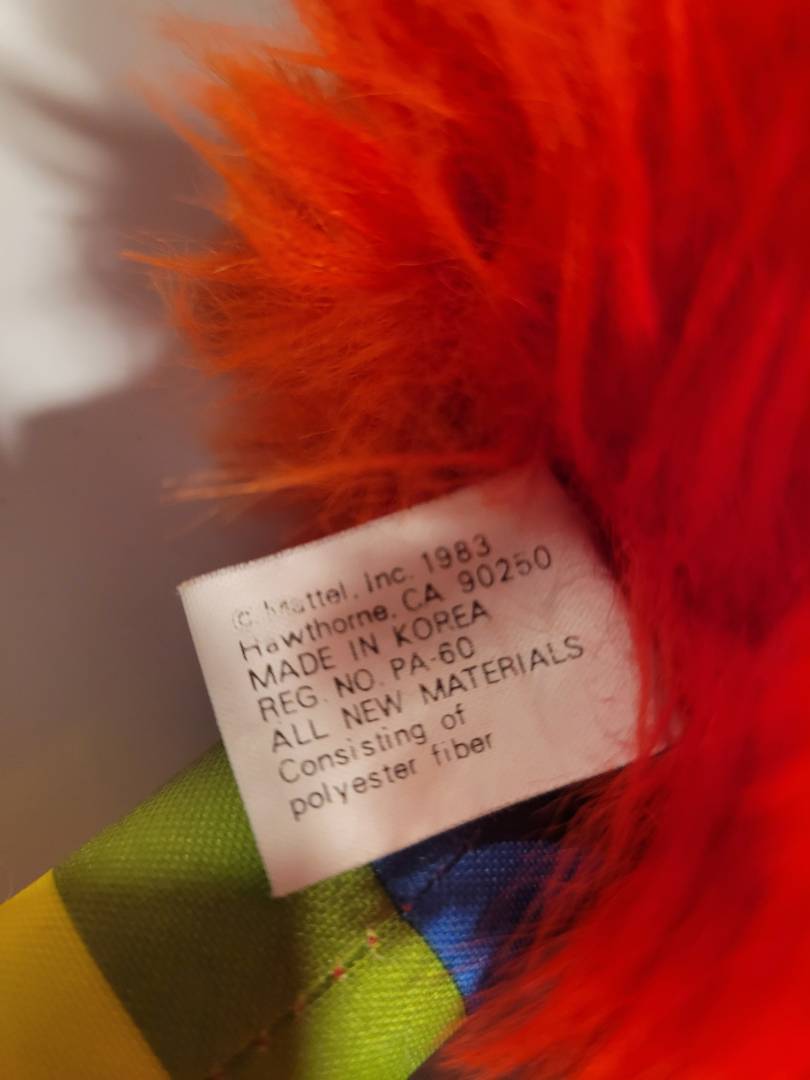 © Mattel, Inc. 1983
Hawthorne, CA 90250
MADE IN KOREA
REG. NO. PA-60
ALL NEW MATERIALS
Consisting of
polyester fiber